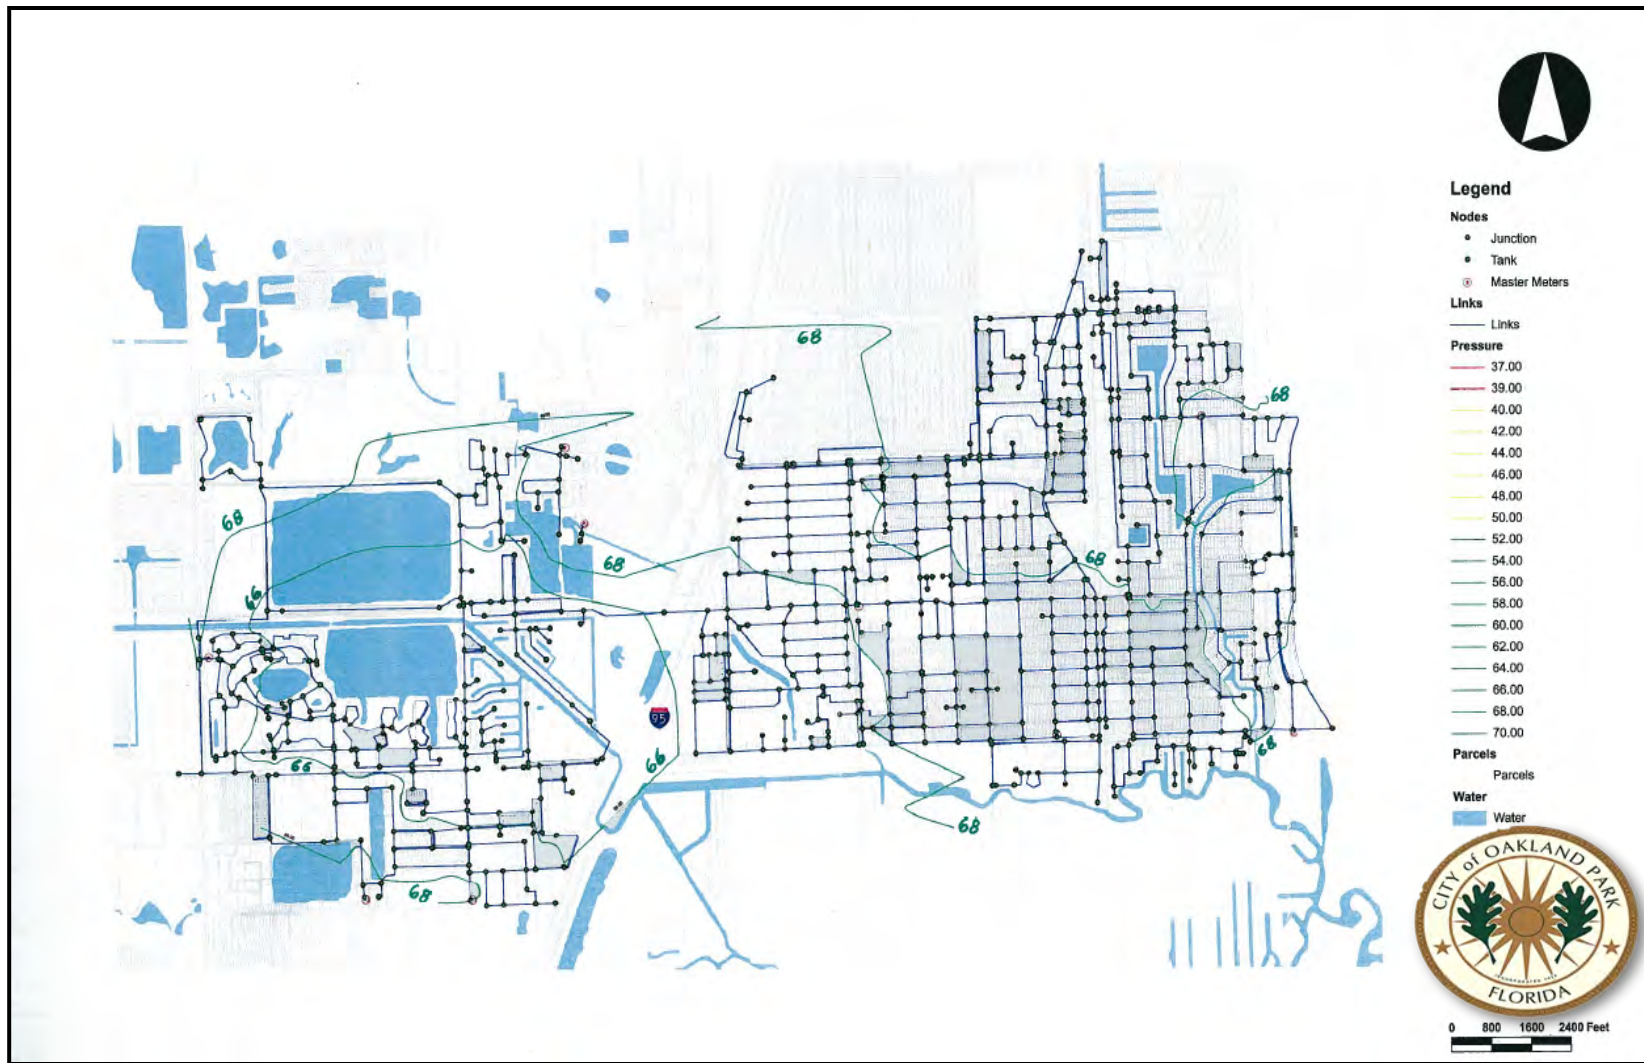 Legend
Nodes
Junction
Tank
Master Meters
Links
Links
Pressure
37.00
39.00
40.00
42.00
44.00
46.00
48.00
50.00
52.00
54.00
56.00
58.00
60.00
62.00
64.00
66.00
68.00
70.00
Parcels
Parcels
Water
Water
CITY of OAKLAND PARK
FLORIDA
0 800 1600 2400 Feet
68
68
68
66
68
68
95
66
66
68
68
68